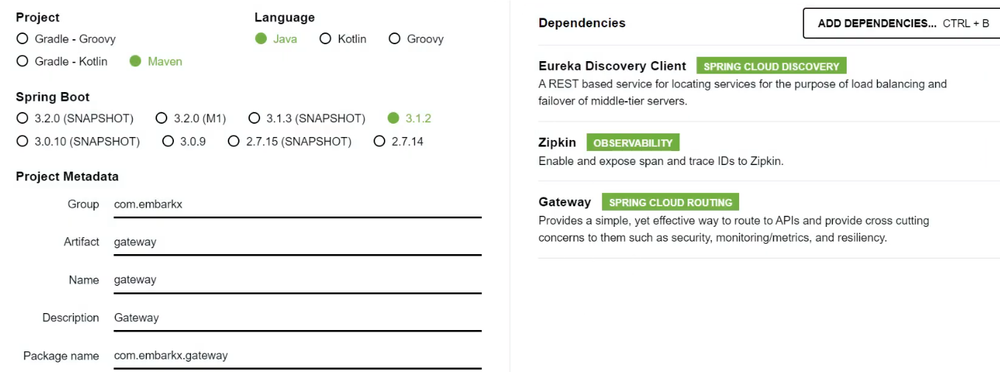 Project
Gradle - Groovy
Gradle - Kotlin Maven
Language
Java Kotlin Groovy
Spring Boot
3.2.0 (SNAPSHOT) 3.2.0 (M1) 3.1.3 (SNAPSHOT) 3.1.2
3.0.10 (SNAPSHOT) 3.0.9 2.7.15 (SNAPSHOT) 2.7.14
Project Metadata
Group com.embarkx
Artifact gateway
Name gateway
Description Gateway
Package name com.embarkx.gateway
Dependencies ADD DEPENDENCIES... CTRL + B
Eureka Discovery Client SPRING CLOUD DISCOVERY
A REST based service for locating services for the purpose of load balancing and
failover of middle-tier servers.
Zipkin OBSERVABILITY
Enable and expose span and trace IDs to Zipkin.
Gateway SPRING CLOUD ROUTING
Provides a simple, yet effective way to route to APIs and provide cross cutting
concerns to them such as security, monitoring/metrics, and resiliency.